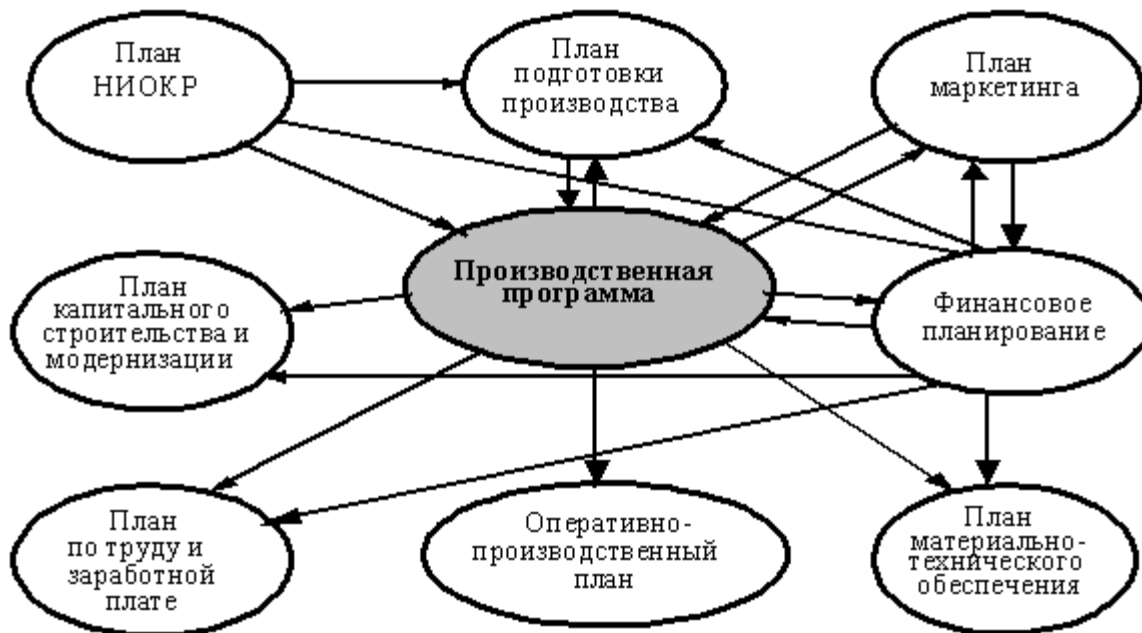 План
НИОКР
План
подготовки
производства
План
маркетинга
Производственная
программа
План
капитального
строительства и
модернизации
Финансовое
планирование
План
по труду и
заработной
плате
Оперативно-
производственный
план
План
материально-
технического
обеспечения